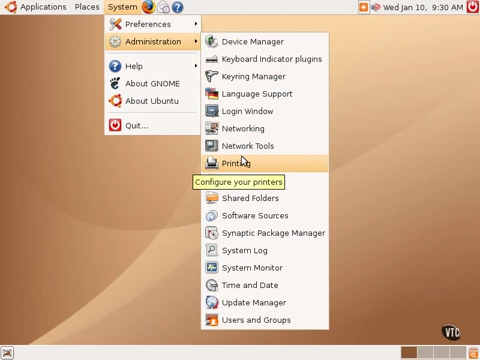 Applications Places System Wed Jan 10, 9:30 AM
Preferences
Administration
Help
About GNOME
About Ubuntu
Quit...
Device Manager
Keyboard Indicator plugins
Keyring Manager
Language Support
Login Window
Networking
Network Tools
Printing
Configure your printers
Shared Folders
Software Sources
Synaptic Package Manager
System Log
System Monitor
Time and Date
Update Manager
Users and Groups
VTC